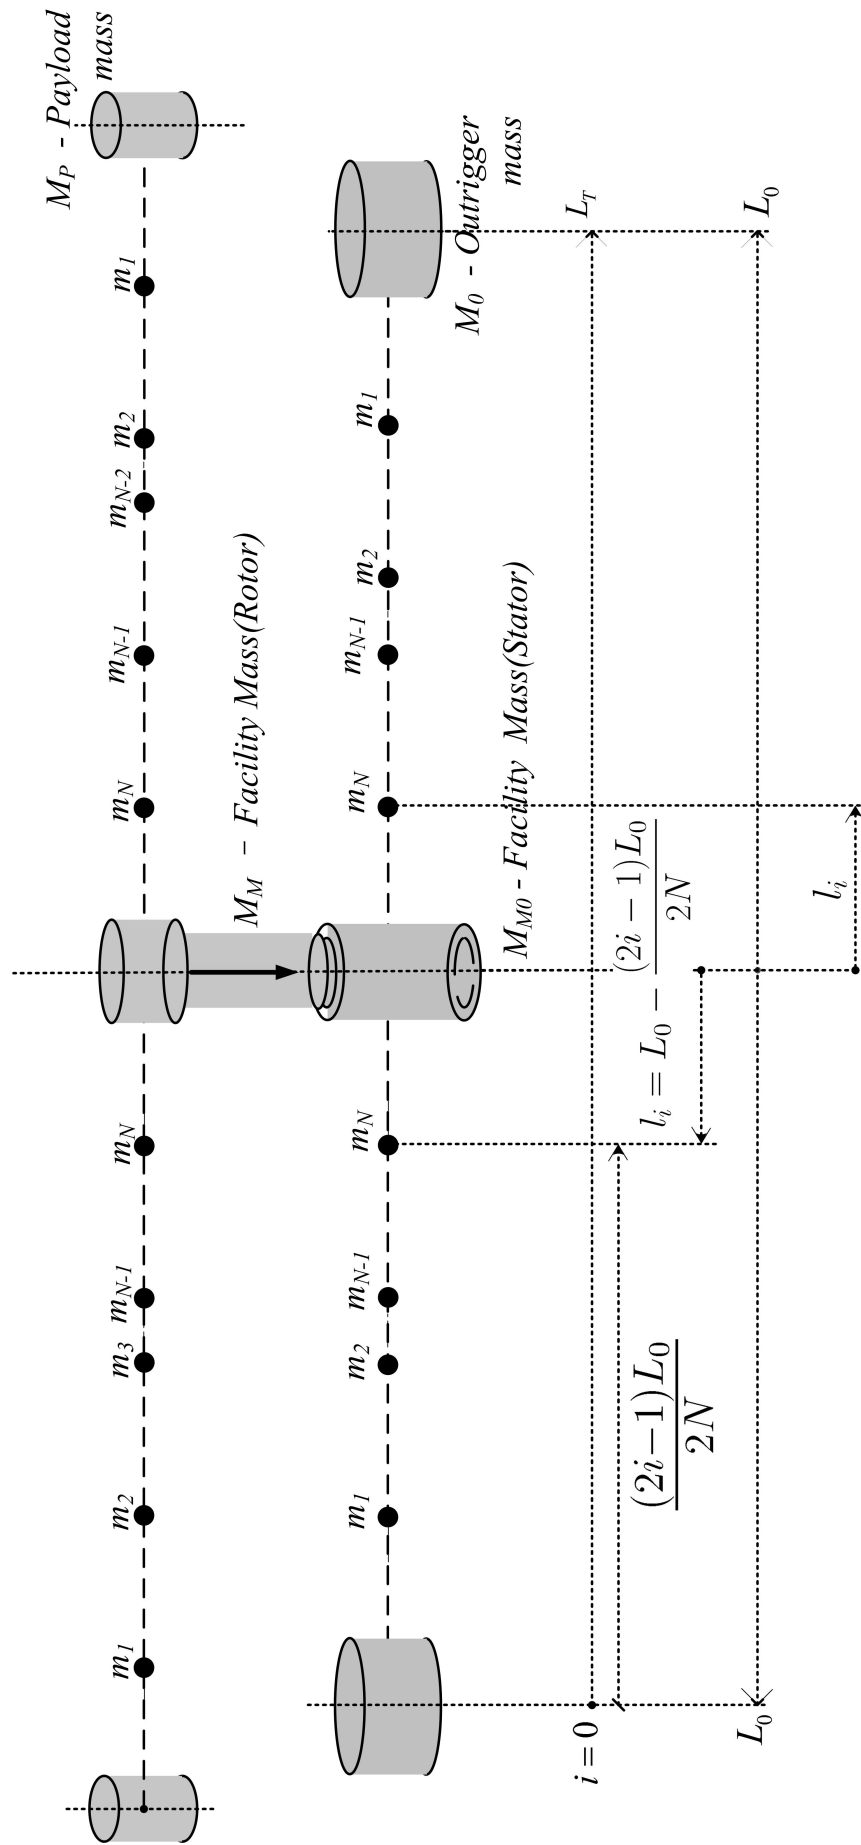 M_P - Payload
mass
m_1
m_2
m_{N-2}
m_{N-1}
m_N
m_N
m_{N-1}
m_3
m_2
m_1
M_M – Facility Mass(Rotor)
m_1
m_2
m_{N-1}
m_N
m_N
m_{N-1}
m_2
m_1
M_0 - Outrigger
mass
M_{M0} - Facility Mass(Stator)
i = 0
L_T
(2i−1)L_0
2N
l_i = L_0 − (2i − 1)L_0
2N
L_0
L_0
l_i